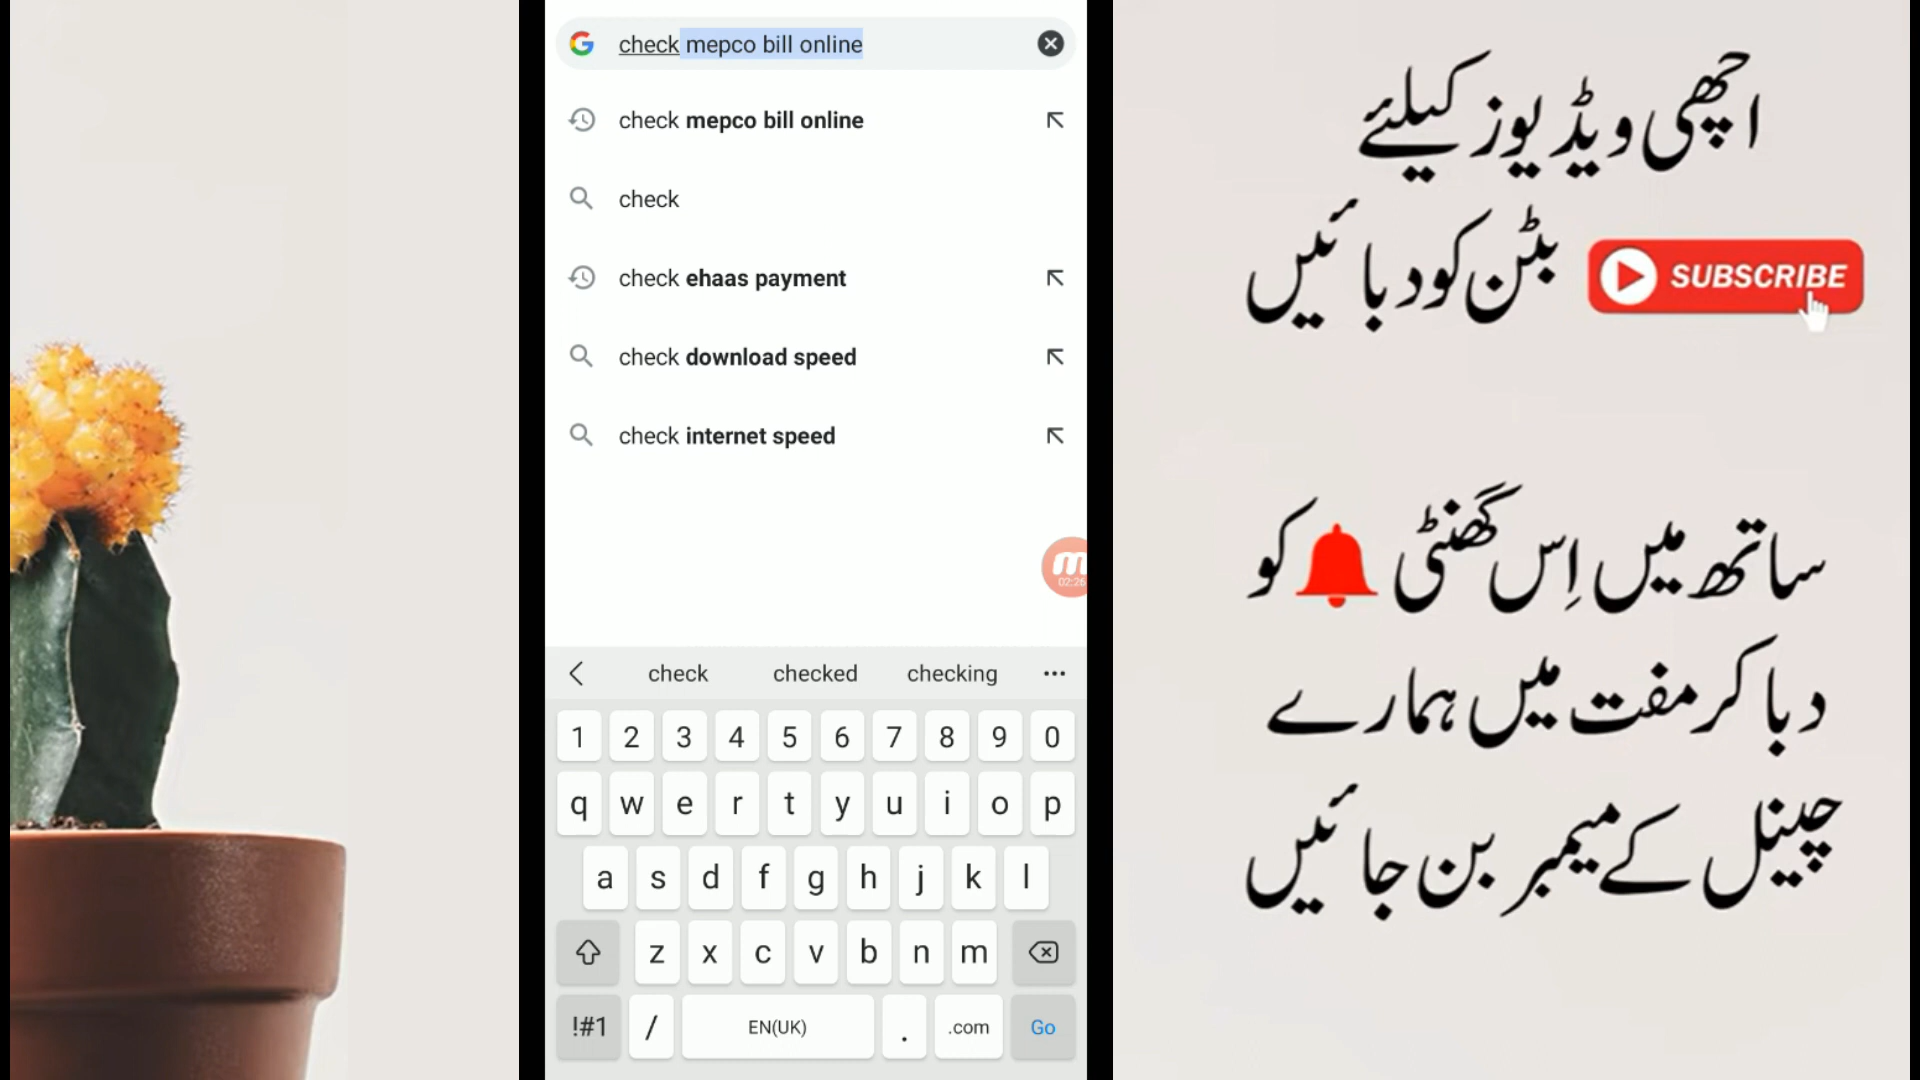 check mepco bill online
check mepco bill online
check
check ehaas payment
check download speed
check internet speed
m
02:26
check checked checking ...
1 2 3 4 5 6 7 8 9 0
q w e r t y u i o p
a s d f g h j k l
z x c v b n m
!#1 / EN(UK) . .com Go
اچھی ویڈیوز کیلئے
SUBSCRIBE بٹن کو دبائیں
ساتھ میں اِس گھنٹی کو
دبا کر مفت میں ہمارے
چینل کے میمبر بن جائیں